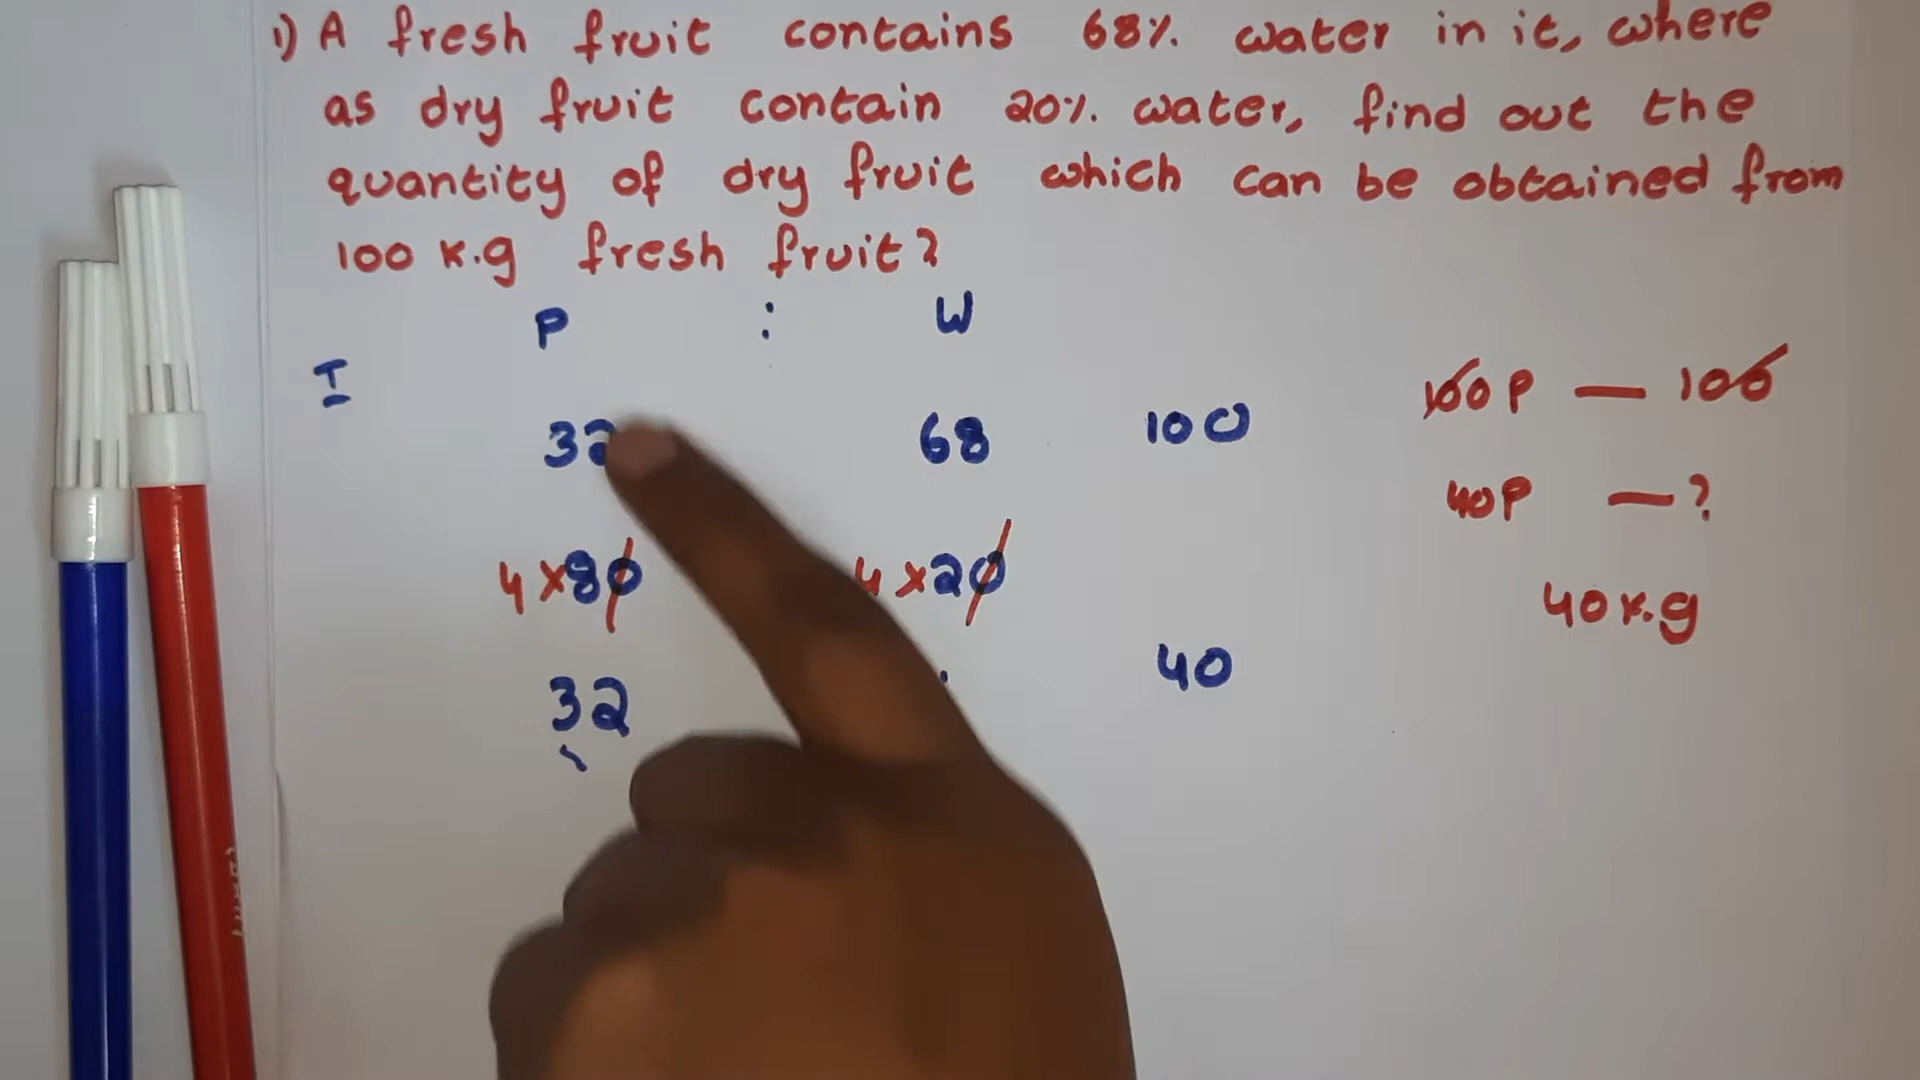 1) A fresh fruit contains 68% water in it, where
as dry fruit contain 20% water, find out the
quantity of dry fruit which can be obtained from
100 K.g fresh fruit?
P : W
I
32 68 100
4 x 80 4 x 20
32 40
100 P — 100
40 P — ?
40 K.g